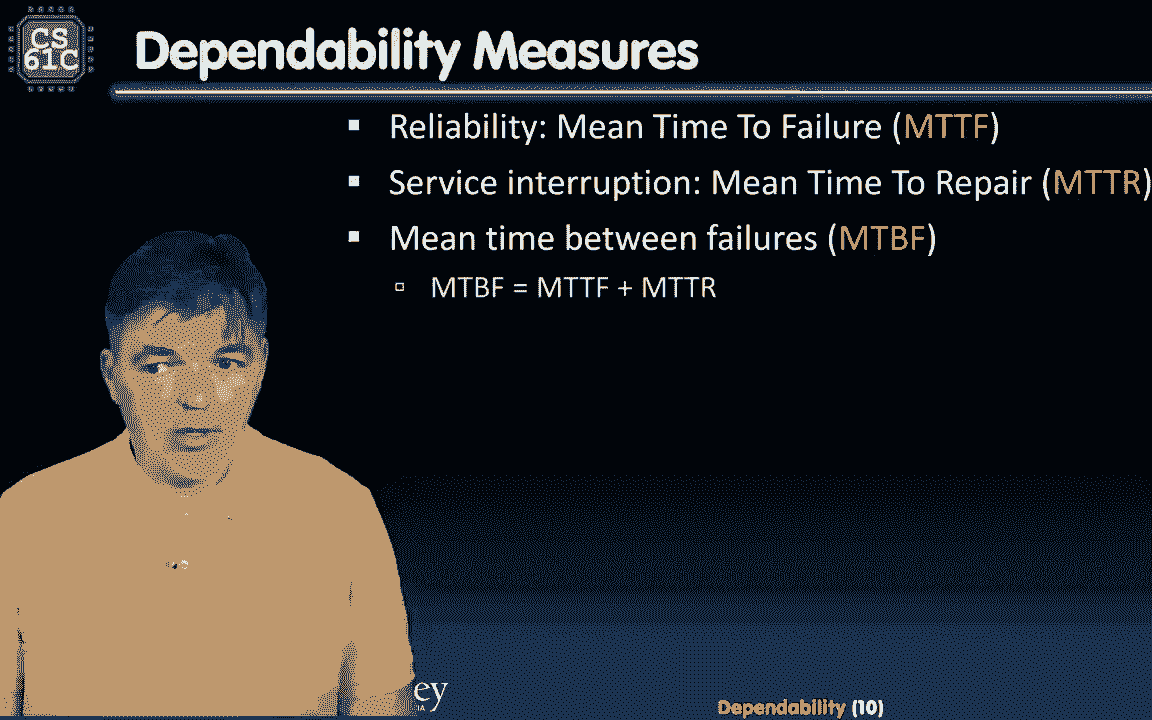 CS
61C
Dependability Measures
Reliability: Mean Time To Failure (MTTF)
Service interruption: Mean Time To Repair (MTTR)
Mean time between failures (MTBF)
MTBF = MTTF + MTTR
ey
IA
Dependability (10)